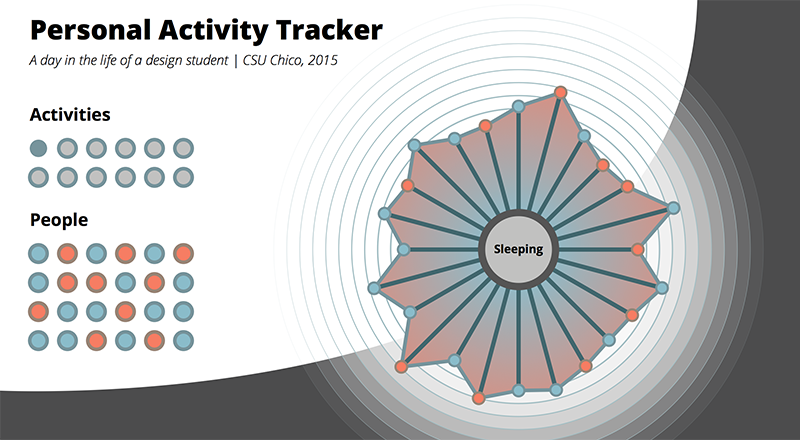 Personal Activity Tracker
A day in the life of a design student | CSU Chico, 2015
Activities
People
Sleeping